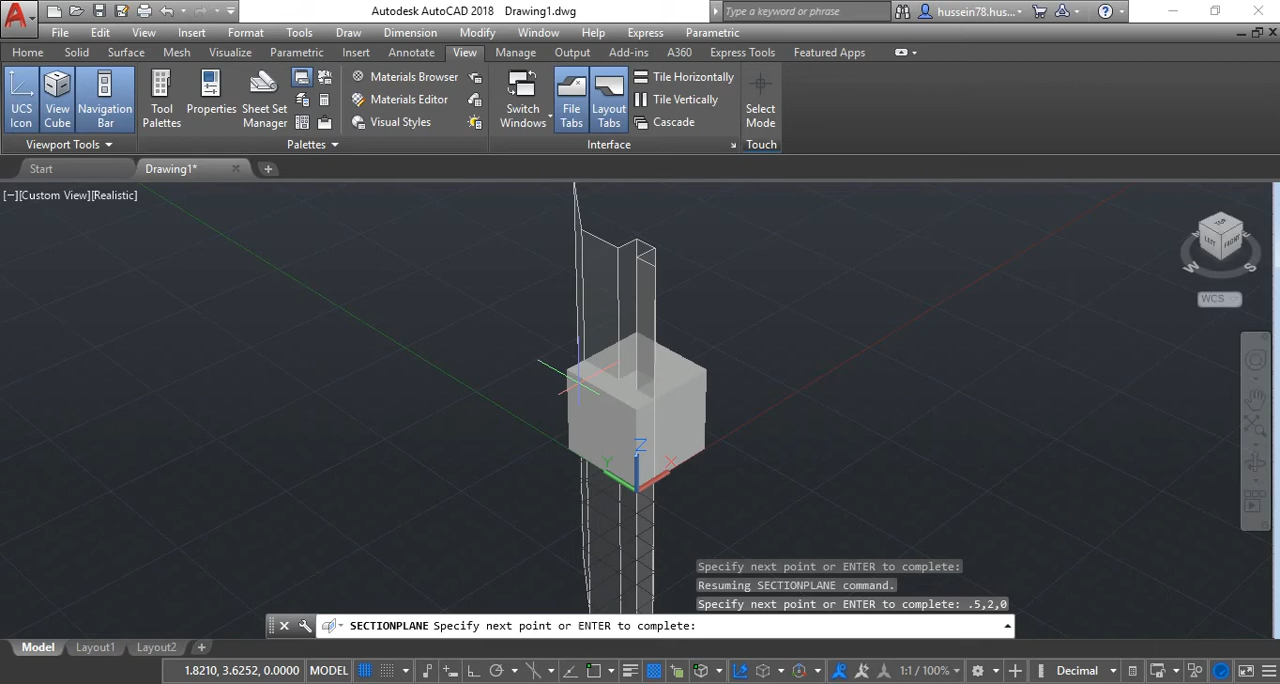 Autodesk AutoCAD 2018 Drawing1.dwg
Type a keyword or phrase
hussein78.hus...
File Edit View Insert Format Tools Draw Dimension Modify Window Help Express Parametric
Home Solid Surface Mesh Visualize Parametric Insert Annotate View Manage Output Add-ins A360 Express Tools Featured Apps
UCS Icon
View Cube
Navigation Bar
Viewport Tools
Tool Palettes
Properties
Sheet Set Manager
Materials Browser
Materials Editor
Visual Styles
Palettes
Switch Windows
File Tabs
Layout Tabs
Tile Horizontally
Tile Vertically
Cascade
Interface
Select Mode
Touch
Start
Drawing1*
[−][Custom View][Realistic]
TOP
LEFT
FRONT
W
S
WCS
Z
Y
X
Specify next point or ENTER to complete:
Resuming SECTIONPLANE command.
Specify next point or ENTER to complete: .5,2,0
SECTIONPLANE Specify next point or ENTER to complete:
Model Layout1 Layout2
1.8210, 3.6252, 0.0000 MODEL
1:1 / 100%
Decimal